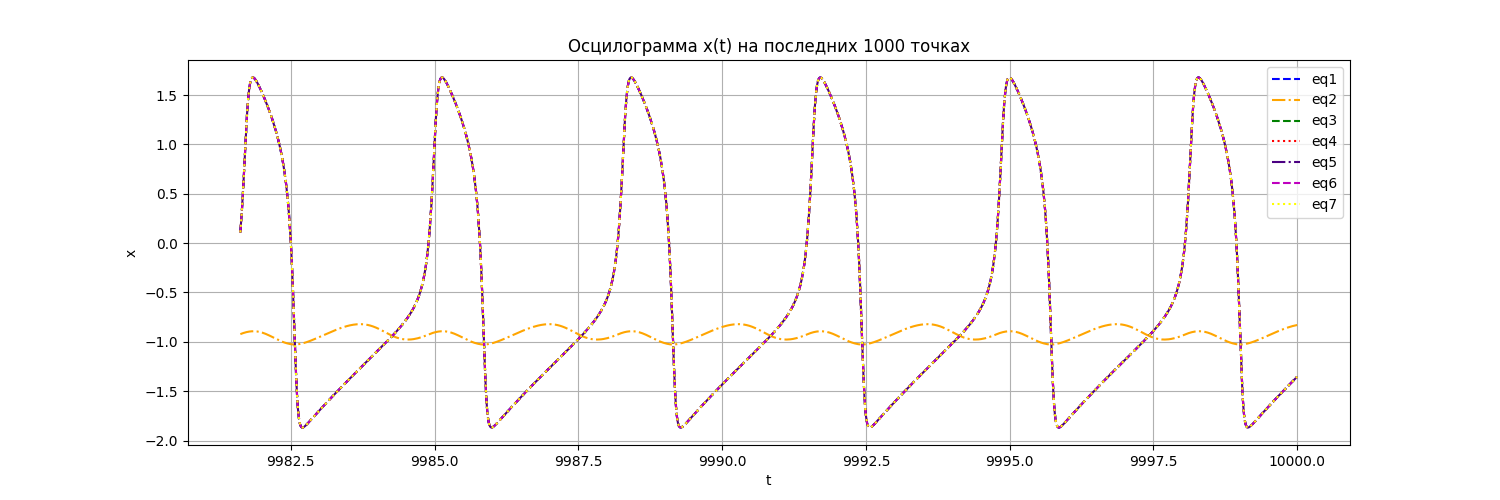 Осцилограмма x(t) на последних 1000 точках
x
1.5
1.0
0.5
0.0
−0.5
−1.0
−1.5
−2.0
eq1
eq2
eq3
eq4
eq5
eq6
eq7
9982.5
9985.0
9987.5
9990.0
9992.5
9995.0
9997.5
10000.0
t